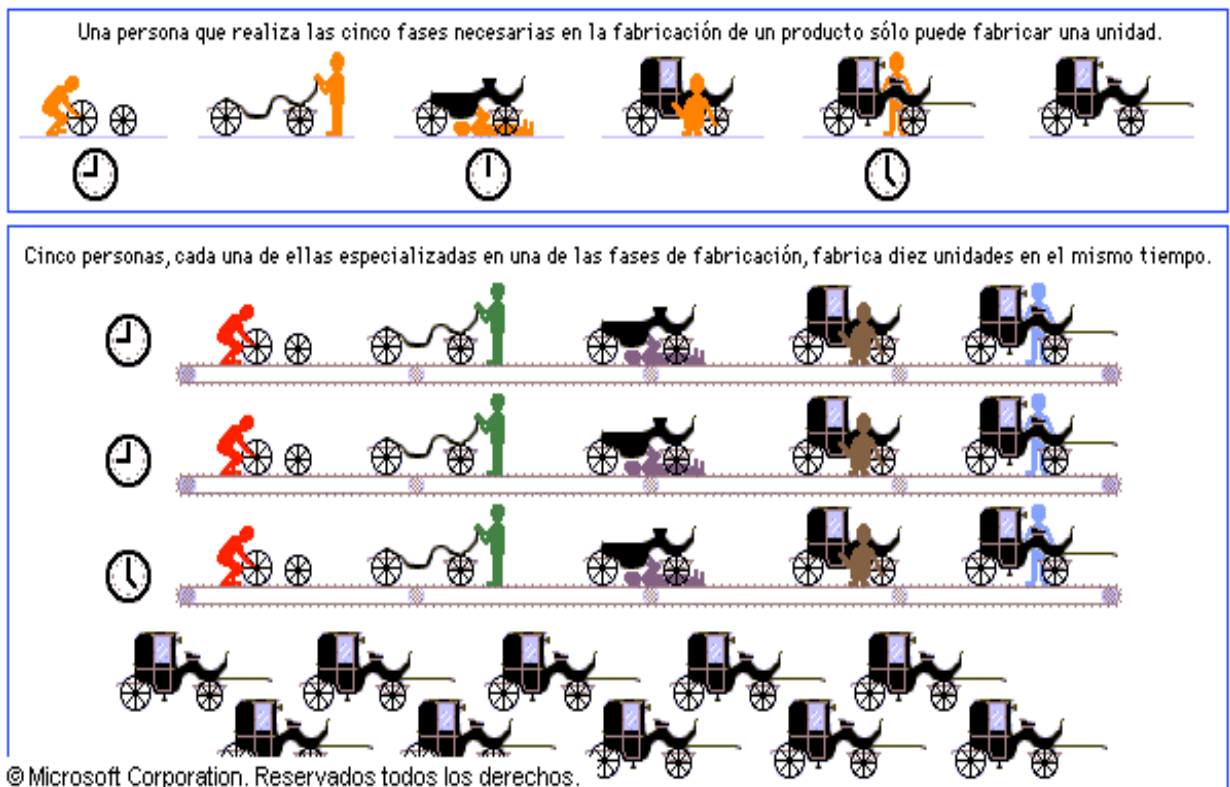 Una persona que realiza las cinco fases necesarias en la fabricación de un producto sólo puede fabricar una unidad.
Cinco personas, cada una de ellas especializadas en una de las fases de fabricación, fabrica diez unidades en el mismo tiempo.
© Microsoft Corporation. Reservados todos los derechos.